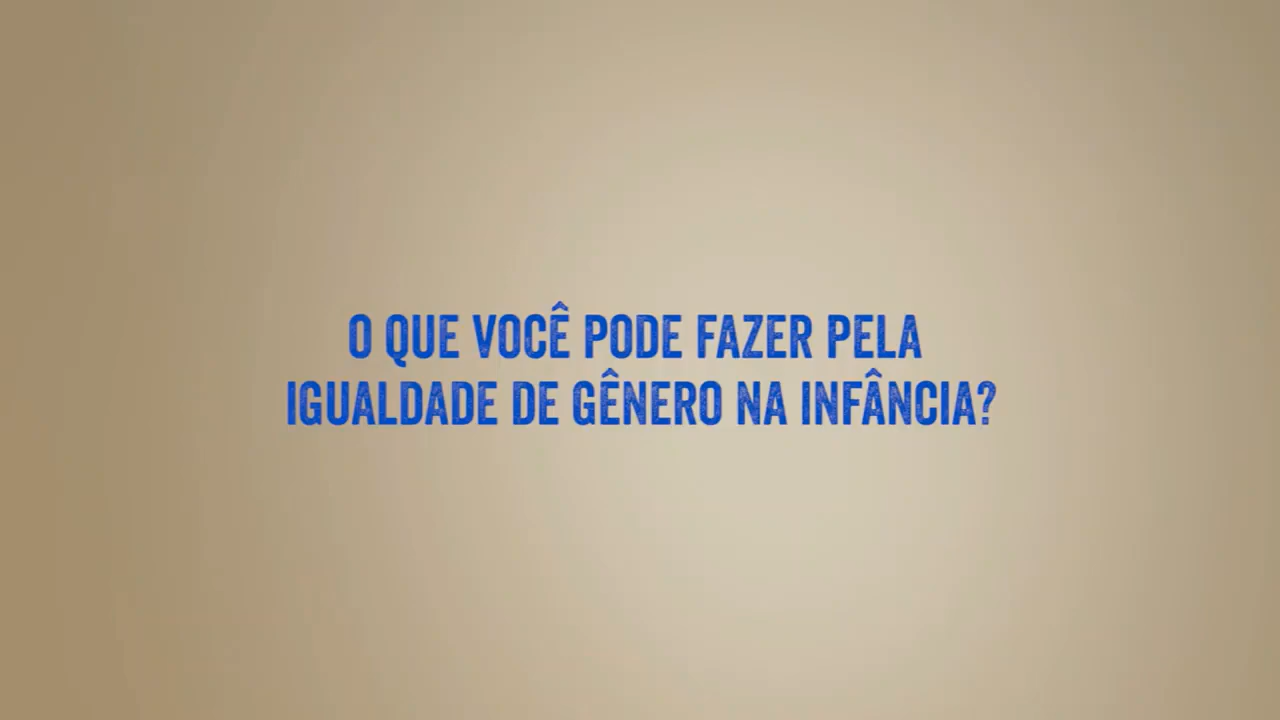 O QUE VOCÊ PODE FAZER PELA
IGUALDADE DE GÊNERO NA INFÂNCIA?